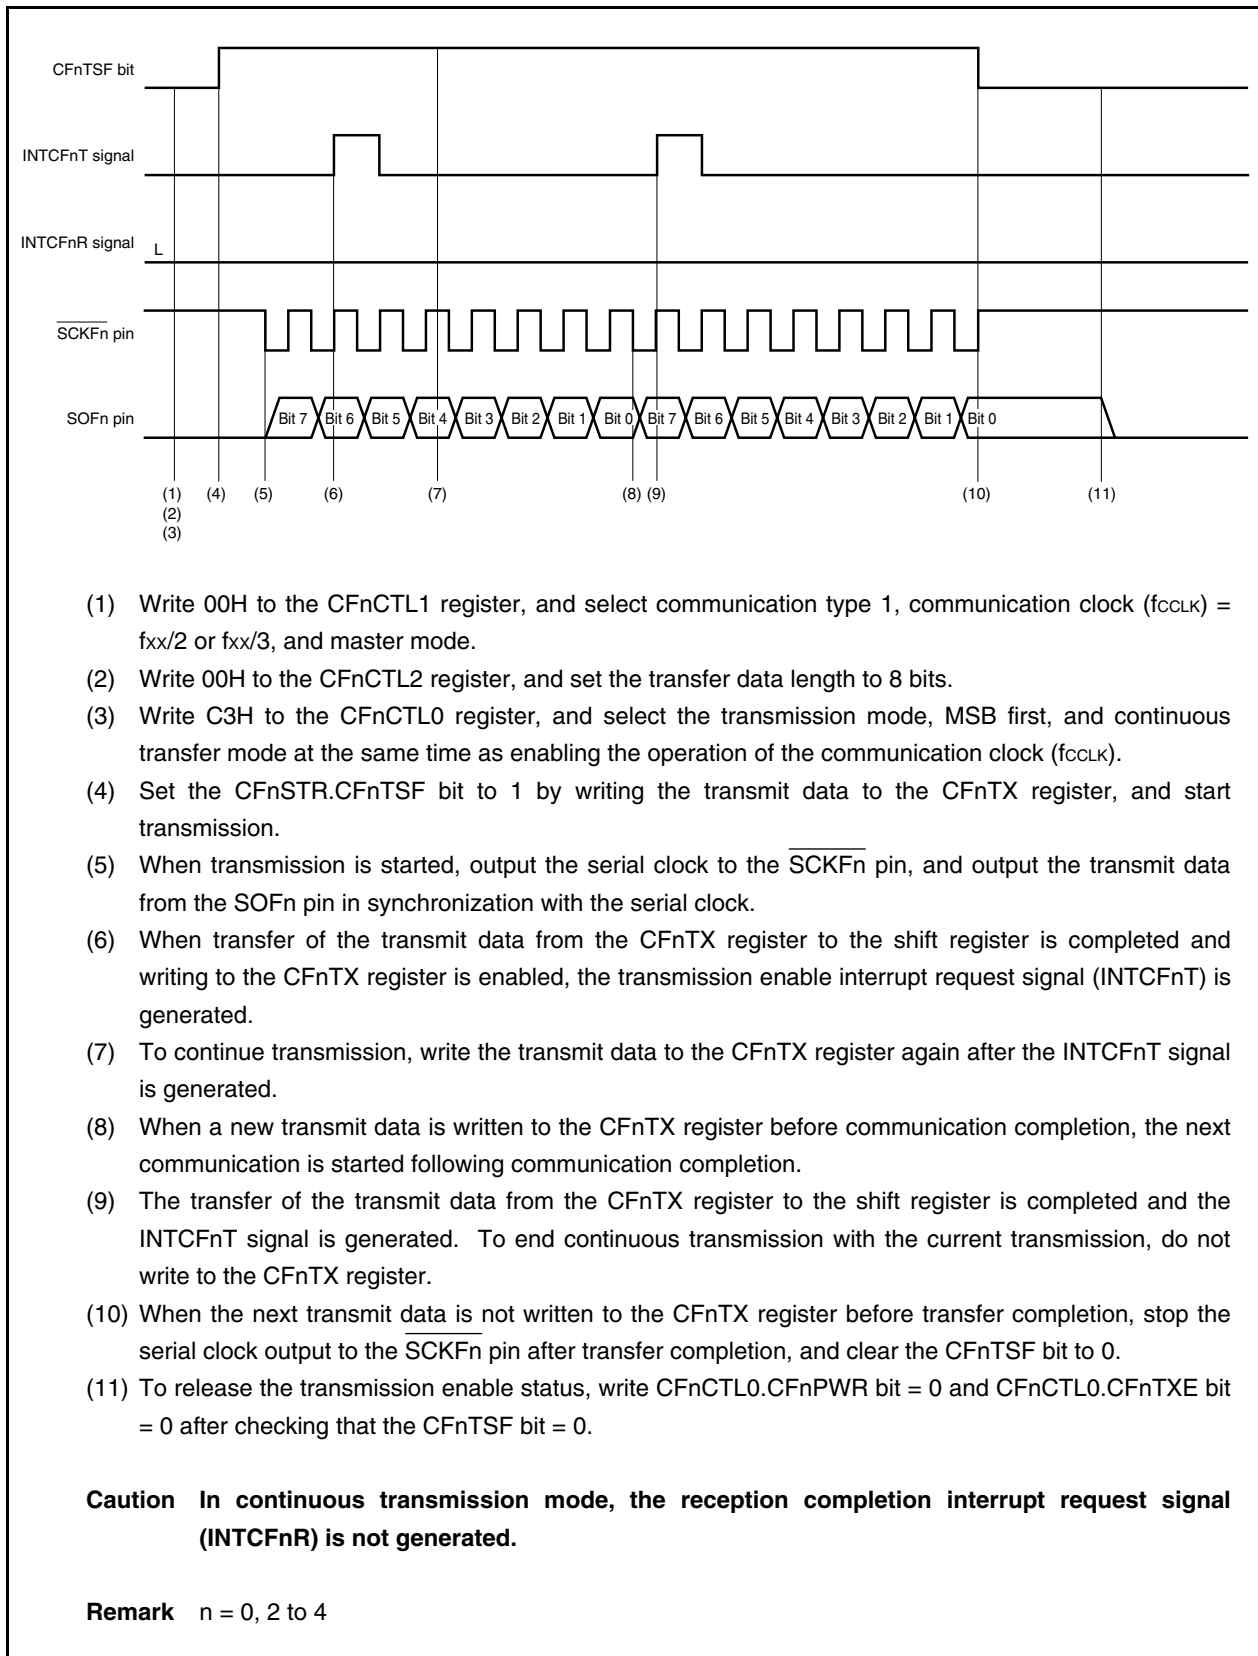 CFnTSF bit
INTCFnT signal
INTCFnR signal L
SCKFn pin
SOFn pin Bit 7 Bit 6 Bit 5 Bit 4 Bit 3 Bit 2 Bit 1 Bit 0 Bit 7 Bit 6 Bit 5 Bit 4 Bit 3 Bit 2 Bit 1 Bit 0
(1) (4) (5) (6) (7) (8) (9) (10) (11)
(2)
(3)
(1) Write 00H to the CFnCTL1 register, and select communication type 1, communication clock (fCCLK) =
fxx/2 or fxx/3, and master mode.
(2) Write 00H to the CFnCTL2 register, and set the transfer data length to 8 bits.
(3) Write C3H to the CFnCTL0 register, and select the transmission mode, MSB first, and continuous
transfer mode at the same time as enabling the operation of the communication clock (fCCLK).
(4) Set the CFnSTR.CFnTSF bit to 1 by writing the transmit data to the CFnTX register, and start
transmission.
(5) When transmission is started, output the serial clock to the SCKFn pin, and output the transmit data
from the SOFn pin in synchronization with the serial clock.
(6) When transfer of the transmit data from the CFnTX register to the shift register is completed and
writing to the CFnTX register is enabled, the transmission enable interrupt request signal (INTCFnT) is
generated.
(7) To continue transmission, write the transmit data to the CFnTX register again after the INTCFnT signal
is generated.
(8) When a new transmit data is written to the CFnTX register before communication completion, the next
communication is started following communication completion.
(9) The transfer of the transmit data from the CFnTX register to the shift register is completed and the
INTCFnT signal is generated. To end continuous transmission with the current transmission, do not
write to the CFnTX register.
(10) When the next transmit data is not written to the CFnTX register before transfer completion, stop the
serial clock output to the SCKFn pin after transfer completion, and clear the CFnTSF bit to 0.
(11) To release the transmission enable status, write CFnCTL0.CFnPWR bit = 0 and CFnCTL0.CFnTXE bit
= 0 after checking that the CFnTSF bit = 0.
Caution In continuous transmission mode, the reception completion interrupt request signal
(INTCFnR) is not generated.
Remark n = 0, 2 to 4